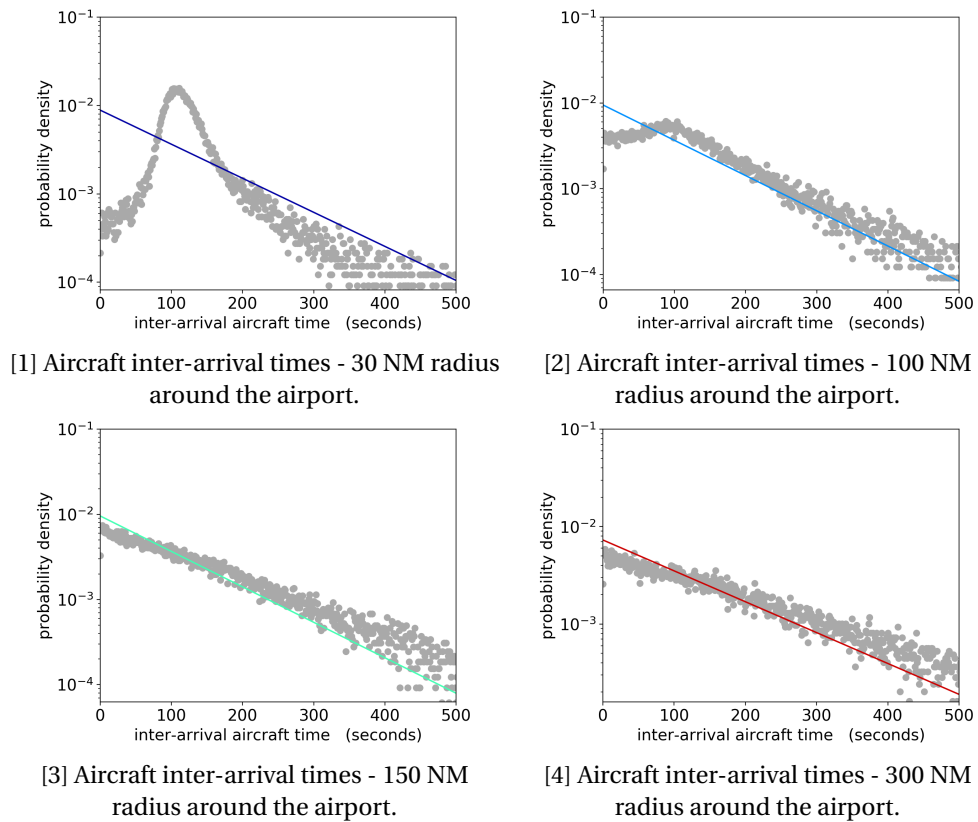 10⁻¹
10⁻²
10⁻³
10⁻⁴
probability density
0 100 200 300 400 500
inter-arrival aircraft time (seconds)
[1] Aircraft inter-arrival times - 30 NM radius
around the airport.
10⁻¹
10⁻²
10⁻³
10⁻⁴
probability density
0 100 200 300 400 500
inter-arrival aircraft time (seconds)
[2] Aircraft inter-arrival times - 100 NM
radius around the airport.
10⁻¹
10⁻²
10⁻³
10⁻⁴
probability density
0 100 200 300 400 500
inter-arrival aircraft time (seconds)
[3] Aircraft inter-arrival times - 150 NM
radius around the airport.
10⁻¹
10⁻²
10⁻³
probability density
0 100 200 300 400 500
inter-arrival aircraft time (seconds)
[4] Aircraft inter-arrival times - 300 NM
radius around the airport.